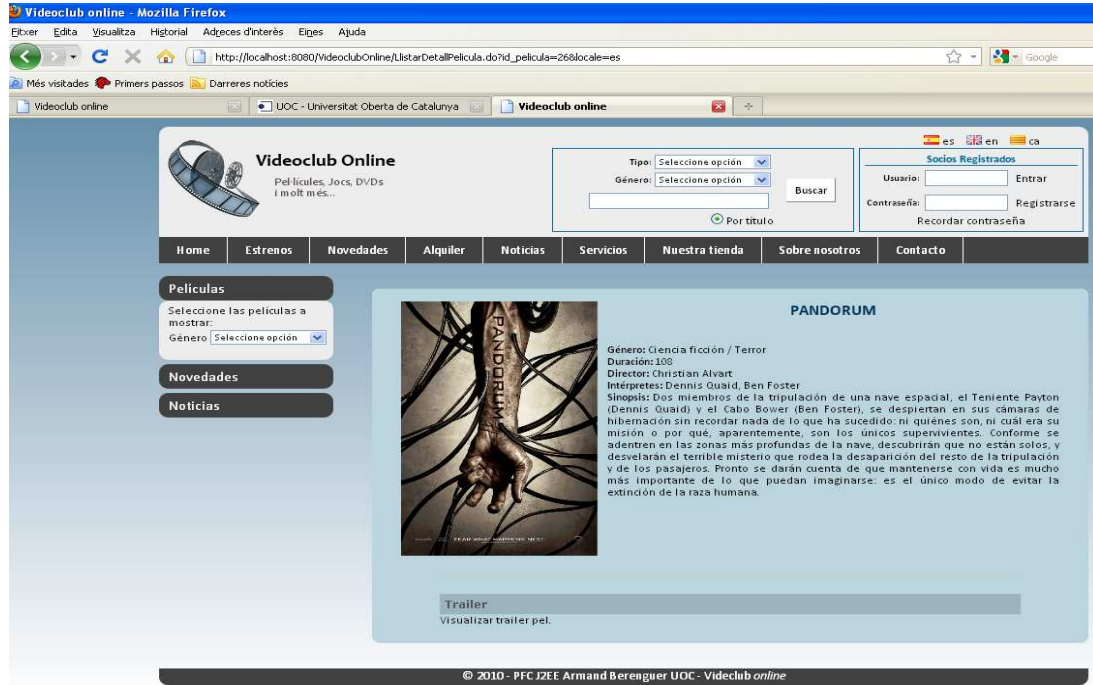 Videoclub online - Mozilla Firefox
Fitxer Edita Visualitza Historial Adreces d'interès Eines Ajuda
http://localhost:8080/VideoclubOnline/LlistarDetallPelicula.do?id_pelicula=26&locale=es
Google
Més visitades Primers passos Darreres notícies
Videoclub online
UOC - Universitat Oberta de Catalunya
Videoclub online
es en ca
Videoclub Online
Pel·lícules, Jocs, DVDs
i molt més...
Tipo: Seleccione opción
Género: Seleccione opción
Buscar
Por título
Socios Registrados
Usuario: Entrar
Contraseña: Registrarse
Recordar contraseña
Home Estrenos Novedades Alquiler Noticias Servicios Nuestra tienda Sobre nosotros Contacto
Películas
Seleccione las películas a
mostrar:
Género Seleccione opción
Novedades
Noticias
PANDORUM
FEAR WHAT HAPPENS NEXT
PANDORUM
Género: Ciencia ficción / Terror
Duración: 108
Director: Christian Alvart
Intérpretes: Dennis Quaid, Ben Foster
Sinopsis: Dos miembros de la tripulación de una nave espacial, el Teniente Payton
(Dennis Quaid) y el Cabo Bower (Ben Foster), se despiertan en sus cámaras de
hibernación sin recordar nada de lo que ha sucedido: ni quiénes son, ni cuál era su
misión o por qué, aparentemente, son los únicos supervivientes. Conforme se
adentren en las zonas más profundas de la nave, descubrirán que no están solos, y
desvelarán el terrible misterio que rodea la desaparición del resto de la tripulación
y de los pasajeros. Pronto se darán cuenta de que mantenerse con vida es mucho
más importante de lo que puedan imaginarse: es el único modo de evitar la
extinción de la raza humana.
Trailer
Visualizar trailer pel.
© 2010 - PFC J2EE Armand Berenguer UOC - Videclub online